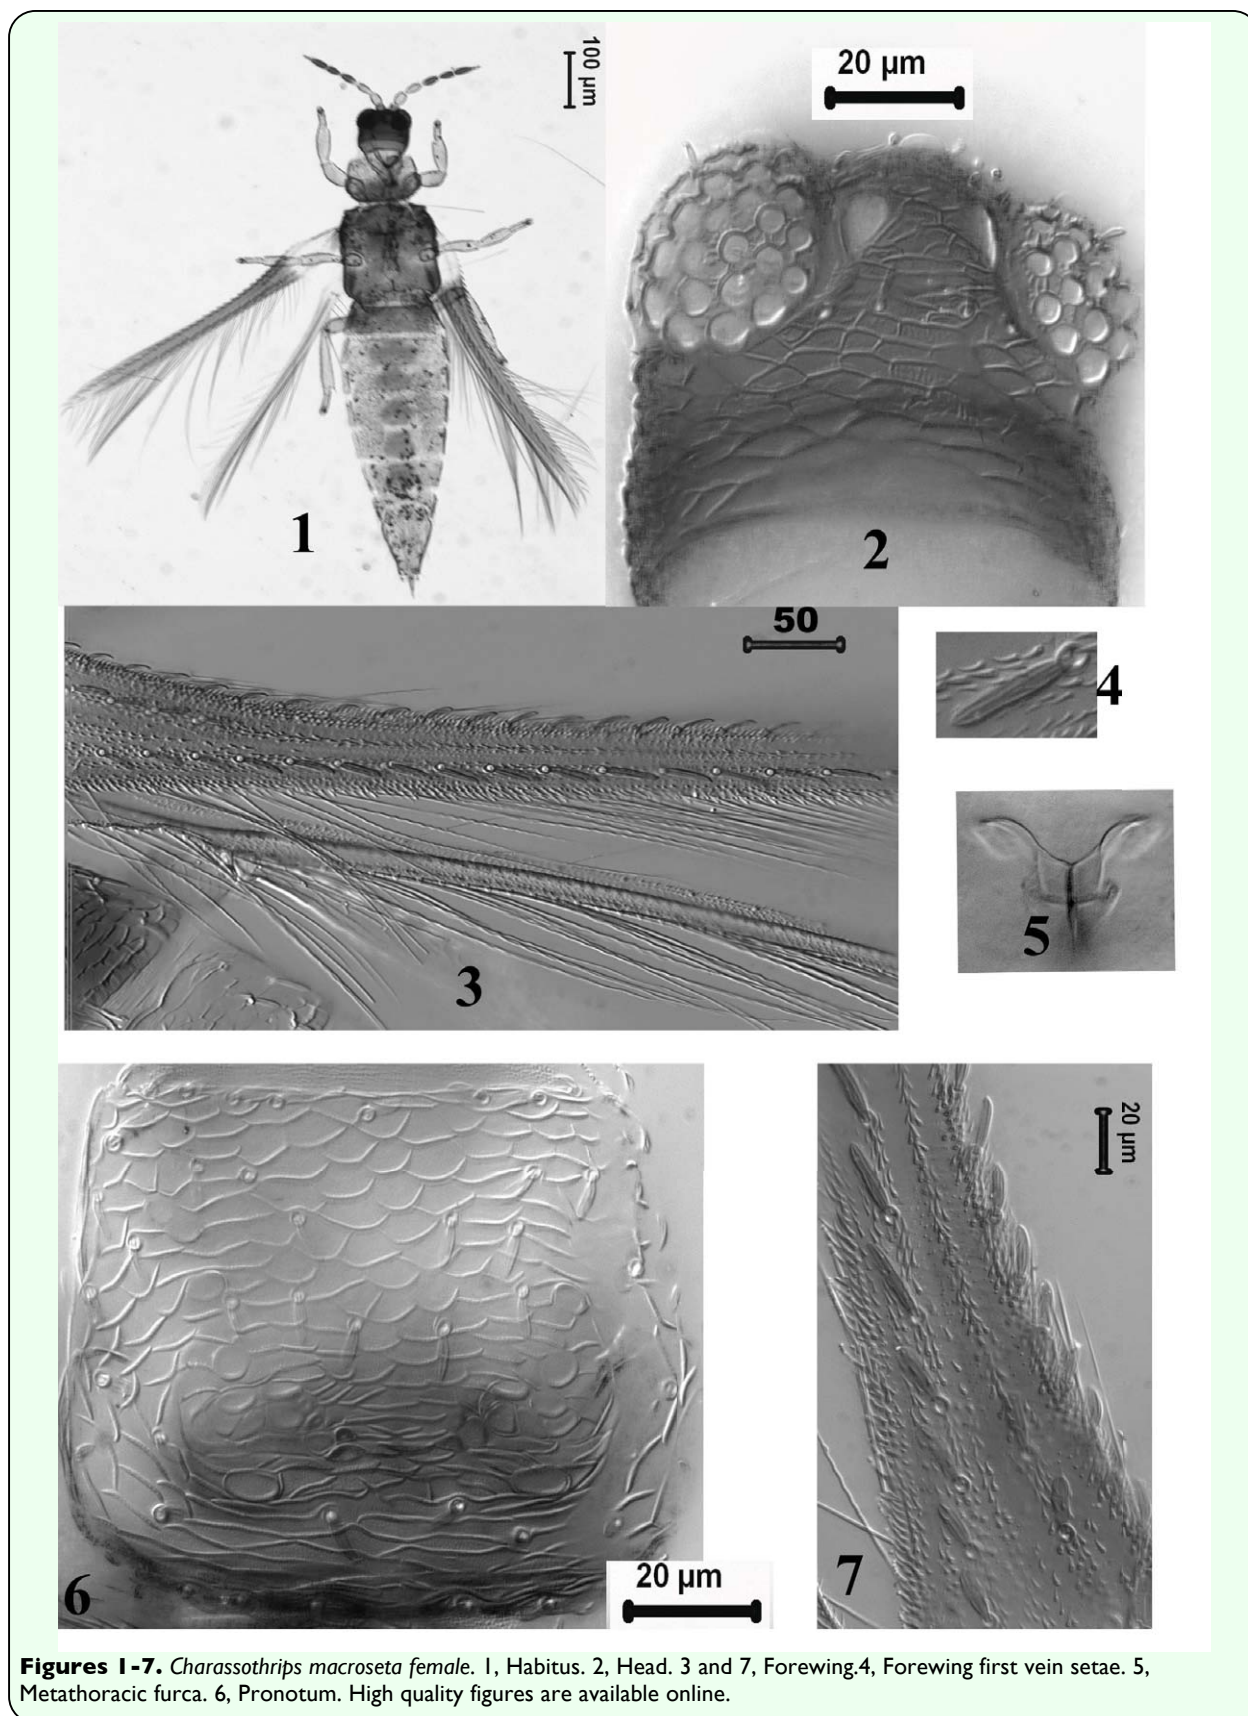 100 µm
20 µm
1
2
50
4
5
3
20 µm
6
20 µm
7
Figures 1-7. Charassothrips macroseta female. 1, Habitus. 2, Head. 3 and 7, Forewing.4, Forewing first vein setae. 5,
Metathoracic furca. 6, Pronotum. High quality figures are available online.